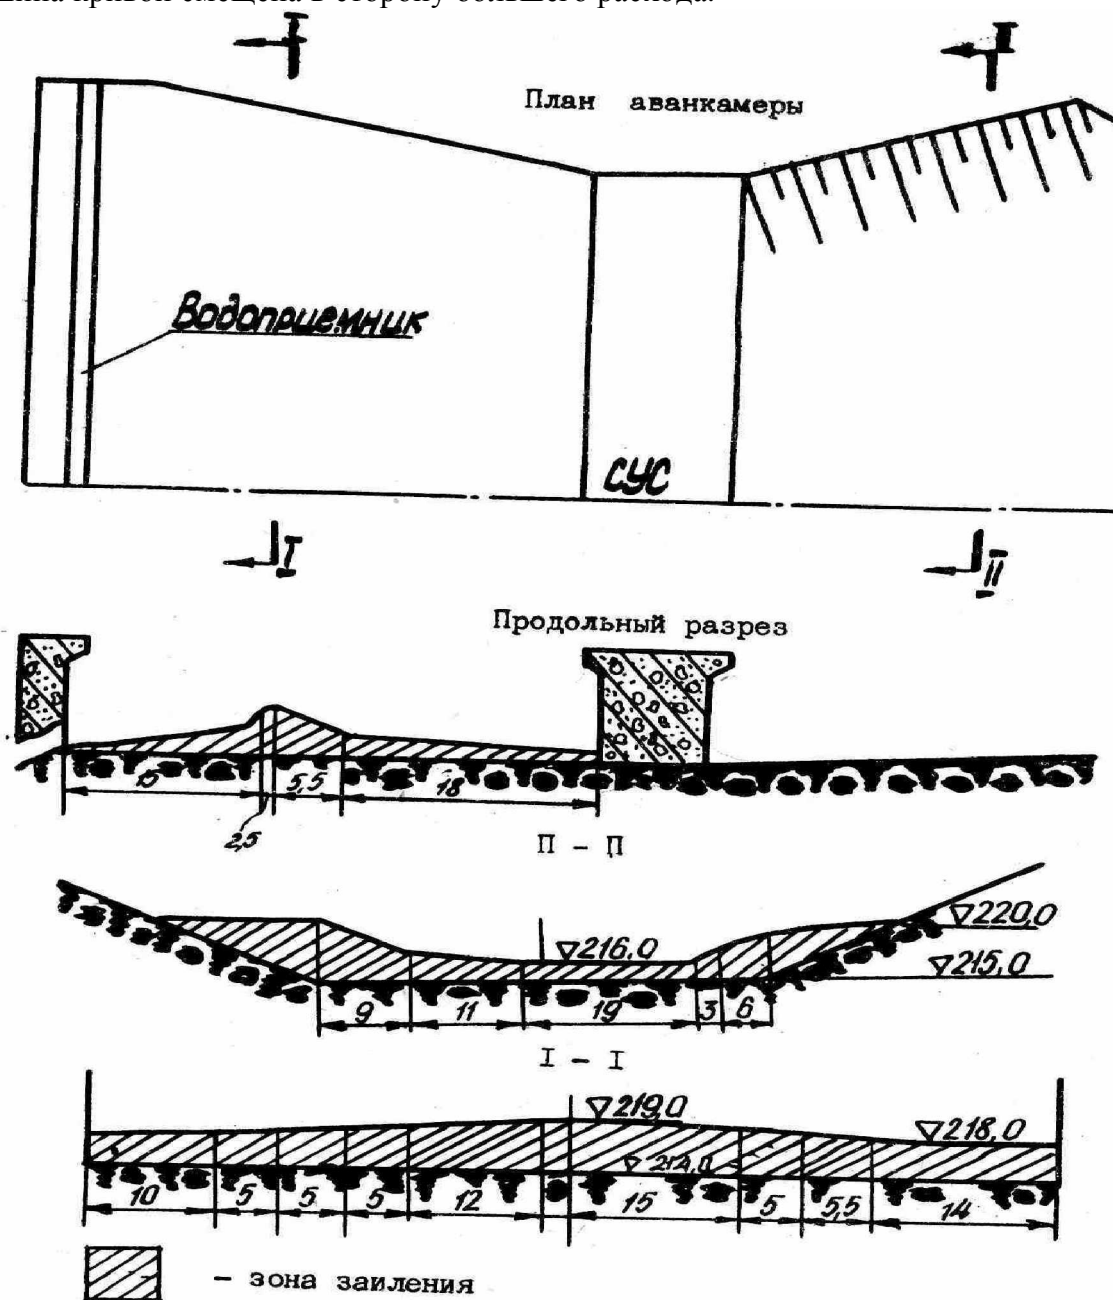 I II
План аванкамеры
Водоприемник
СУС
I II
Продольный разрез
15 5,5 18
2,5
П – П
▽220,0
▽216,0
▽215,0
9 11 19 3 6
I – I
▽219,0
▽218,0
10 5 5 5 12 15 5 5,5 14
– зона заиления